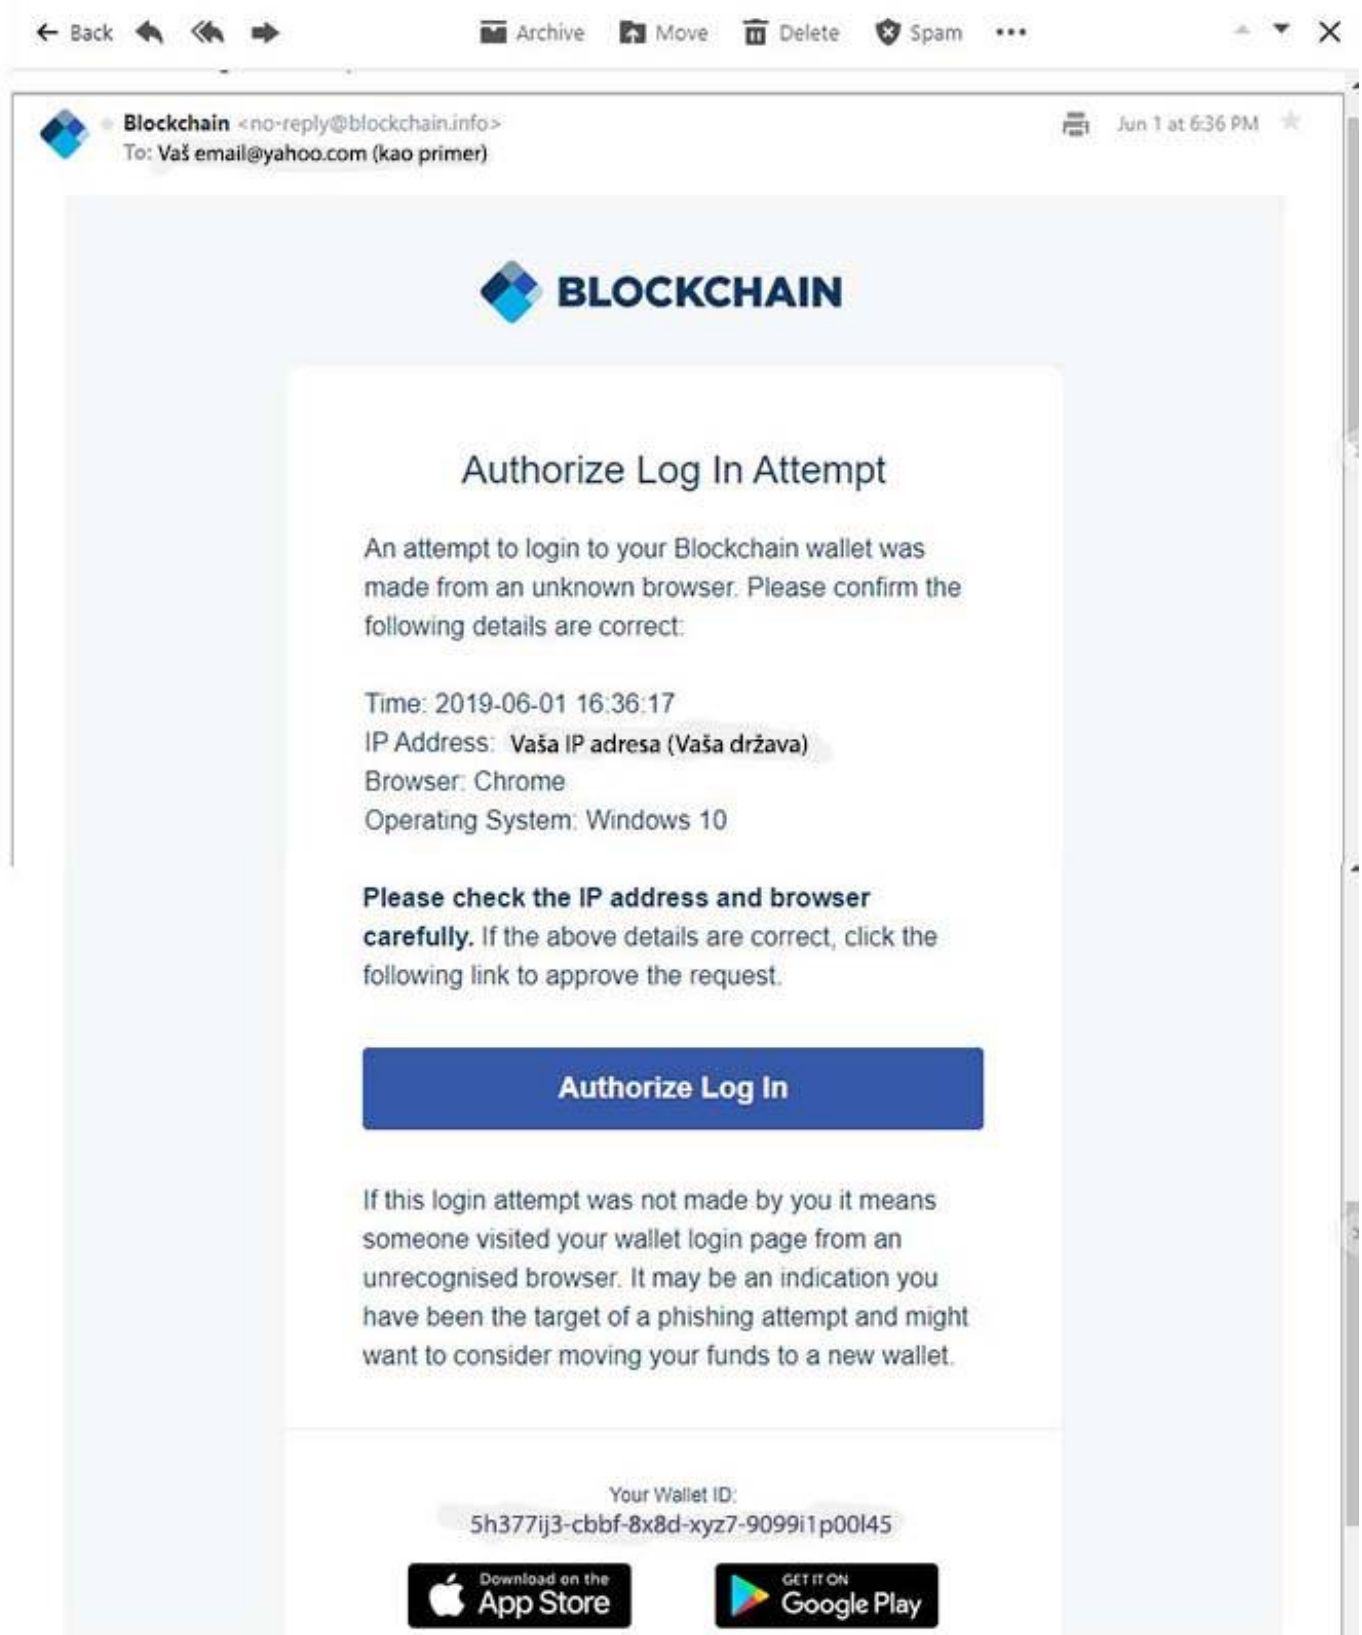 Back
Archive
Move
Delete
Spam
Blockchain <no-reply@blockchain.info>
Jun 1 at 6:36 PM
To: Vaš email@yahoo.com (kao primer)
BLOCKCHAIN
Authorize Log In Attempt
An attempt to login to your Blockchain wallet was
made from an unknown browser. Please confirm the
following details are correct:
Time: 2019-06-01 16:36:17
IP Address: Vaša IP adresa (Vaša država)
Browser: Chrome
Operating System: Windows 10
Please check the IP address and browser
carefully. If the above details are correct, click the
following link to approve the request.
Authorize Log In
If this login attempt was not made by you it means
someone visited your wallet login page from an
unrecognised browser. It may be an indication you
have been the target of a phishing attempt and might
want to consider moving your funds to a new wallet.
Your Wallet ID:
5h377ij3-cbbf-8x8d-xyz7-9099i1p00l45
Download on the
App Store
GET IT ON
Google Play